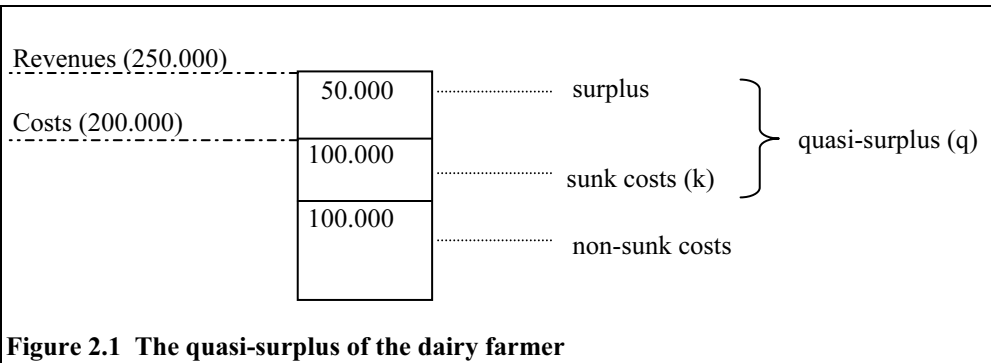 Revenues (250.000)
50.000 surplus
Costs (200.000)
quasi-surplus (q)
100.000
sunk costs (k)
100.000
non-sunk costs
Figure 2.1 The quasi-surplus of the dairy farmer